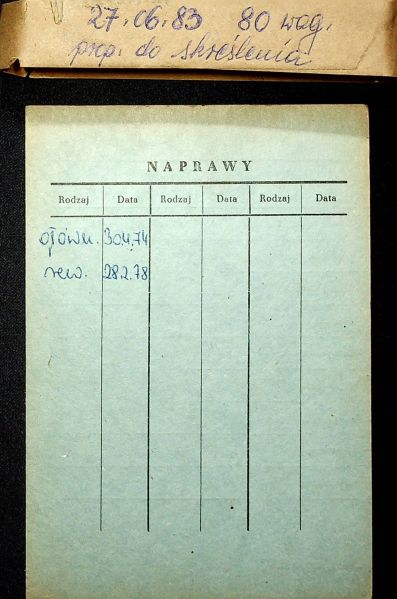 27.06.83 80 wag.
prp. do skreślenia
NAPRAWY
Rodzaj Data Rodzaj Data Rodzaj Data
główn. 30.4.74
rew. 28.2.78